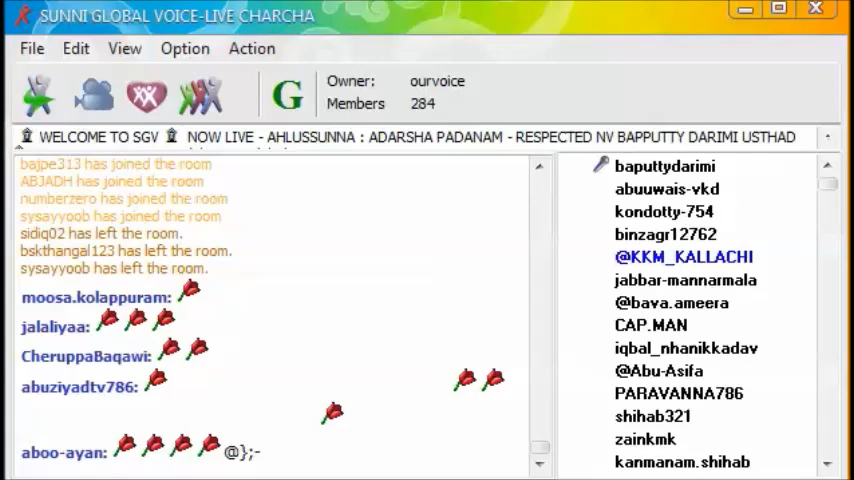 SUNNI GLOBAL VOICE-LIVE CHARCHA
File Edit View Option Action
G
Owner: ourvoice
Members 284
WELCOME TO SGV NOW LIVE - AHLUSSUNNA : ADARSHA PADANAM - RESPECTED NV BAPPUTTY DARIMI USTHAD
bajpe313 has joined the room
ABJADH has joined the room
numberzero has joined the room
sysayyoob has joined the room
sidiq02 has left the room.
bskthangal123 has left the room.
sysayyoob has left the room.
moosa.kolappuram:
jalaliyaa:
CheruppaBaqawi:
abuziyadtv786:
aboo-ayan: @};-
baputtydarimi
abuuwais-vkd
kondotty-754
binzagr12762
@KKM_KALLACHI
jabbar-mannarmala
@bava.ameera
CAP.MAN
iqbal_nhanikkadav
@Abu-Asifa
PARAVANNA786
shihab321
zainkmk
kanmanam.shihab